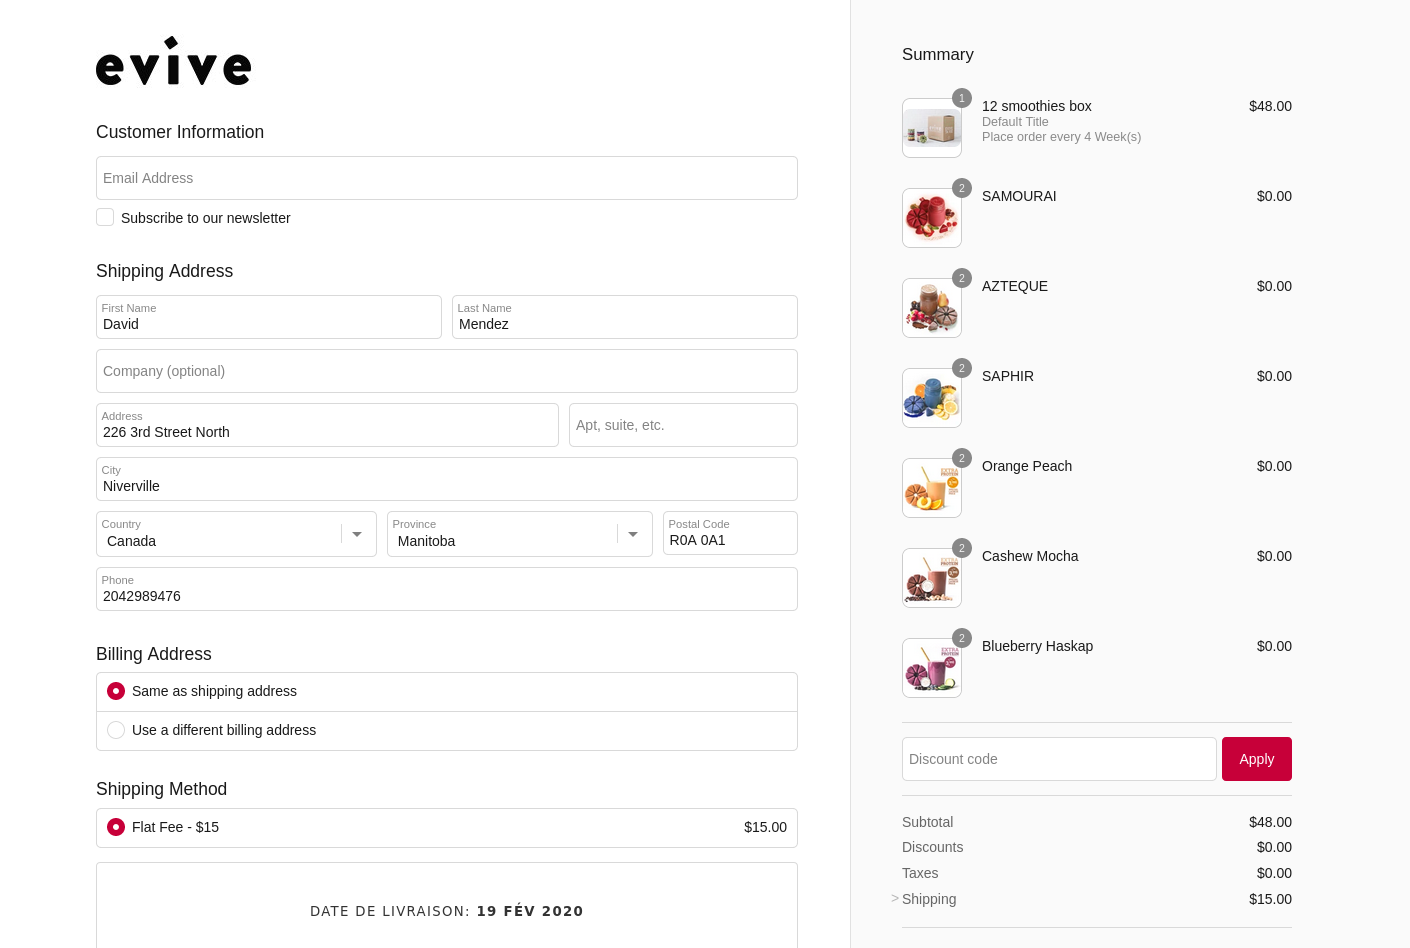 evive
Customer Information
Email Address
Subscribe to our newsletter
Shipping Address
First Name
David
Last Name
Mendez
Company (optional)
Address
226 3rd Street North
Apt, suite, etc.
City
Niverville
Country
Canada
Province
Manitoba
Postal Code
R0A 0A1
Phone
2042989476
Billing Address
Same as shipping address
Use a different billing address
Shipping Method
Flat Fee - $15 $15.00
DATE DE LIVRAISON: 19 FÉV 2020
Summary
1
12 smoothies box $48.00
Default Title
Place order every 4 Week(s)
2
SAMOURAI $0.00
2
AZTEQUE $0.00
2
SAPHIR $0.00
2
Orange Peach $0.00
EXTRA
PROTEIN
2
Cashew Mocha $0.00
EXTRA
PROTEIN
2
Blueberry Haskap $0.00
EXTRA
PROTEIN
Discount code
Apply
Subtotal $48.00
Discounts $0.00
Taxes $0.00
> Shipping $15.00